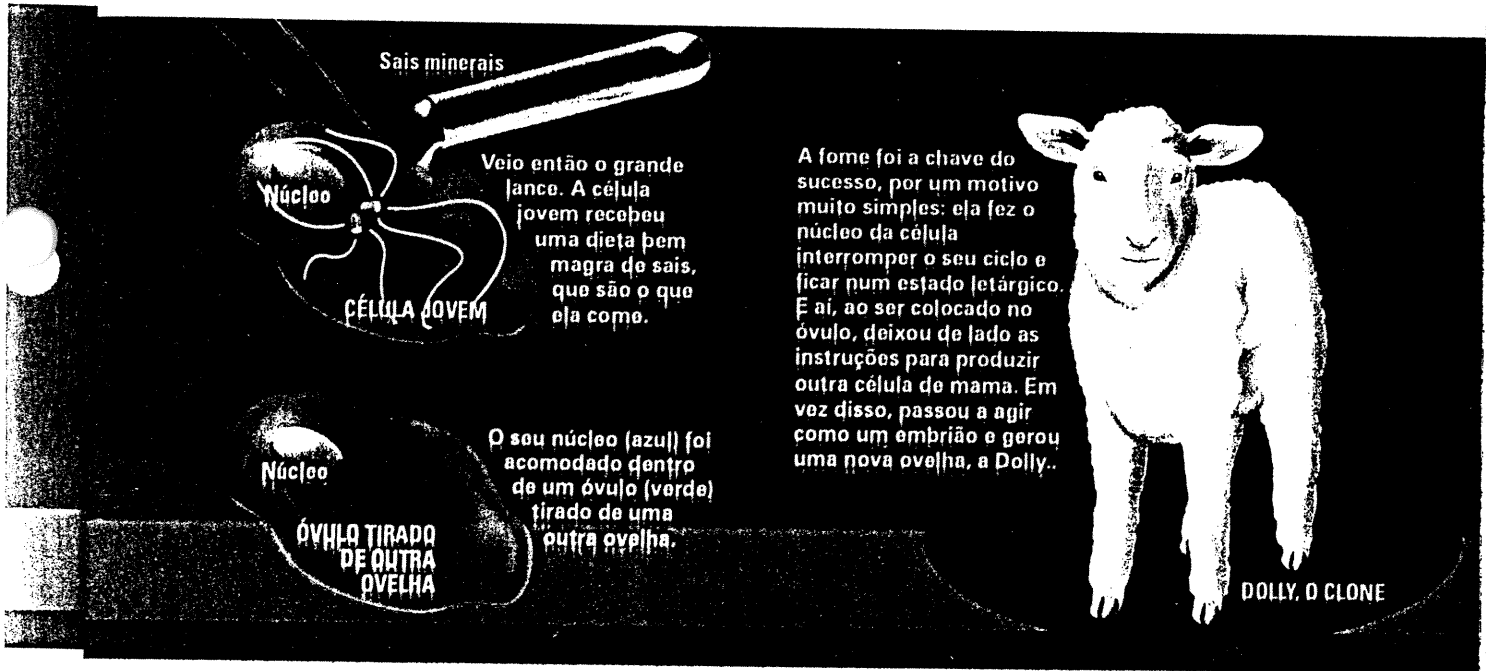 Sais minerais
Núcleo
CÉLULA JOVEM
Veio então o grande
lance. A célula
jovem recebeu
uma dieta bem
magra de sais,
que são o que
ela come.
Núcleo
ÓVULO TIRADO
DE OUTRA
OVELHA
O seu núcleo (azul) foi
acomodado dentro
de um óvulo (verde)
tirado de uma
outra ovelha.
A fome foi a chave do
sucesso, por um motivo
muito simples: ela fez o
núcleo da célula
interromper o seu ciclo e
ficar num estado letárgico.
E aí, ao ser colocado no
óvulo, deixou de lado as
instruções para produzir
outra célula de mama. Em
vez disso, passou a agir
como um embrião e gerou
uma nova ovelha, a Dolly..
DOLLY, O CLONE